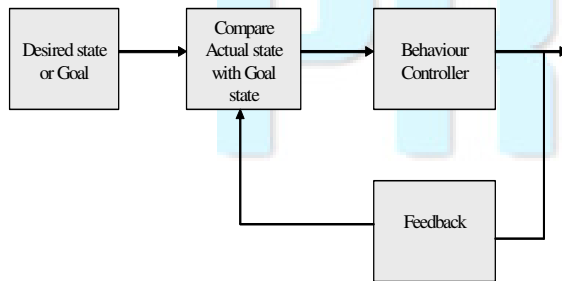 Desired state
or Goal
Compare
Actual state
with Goal
state
Behaviour
Controller
Feedback